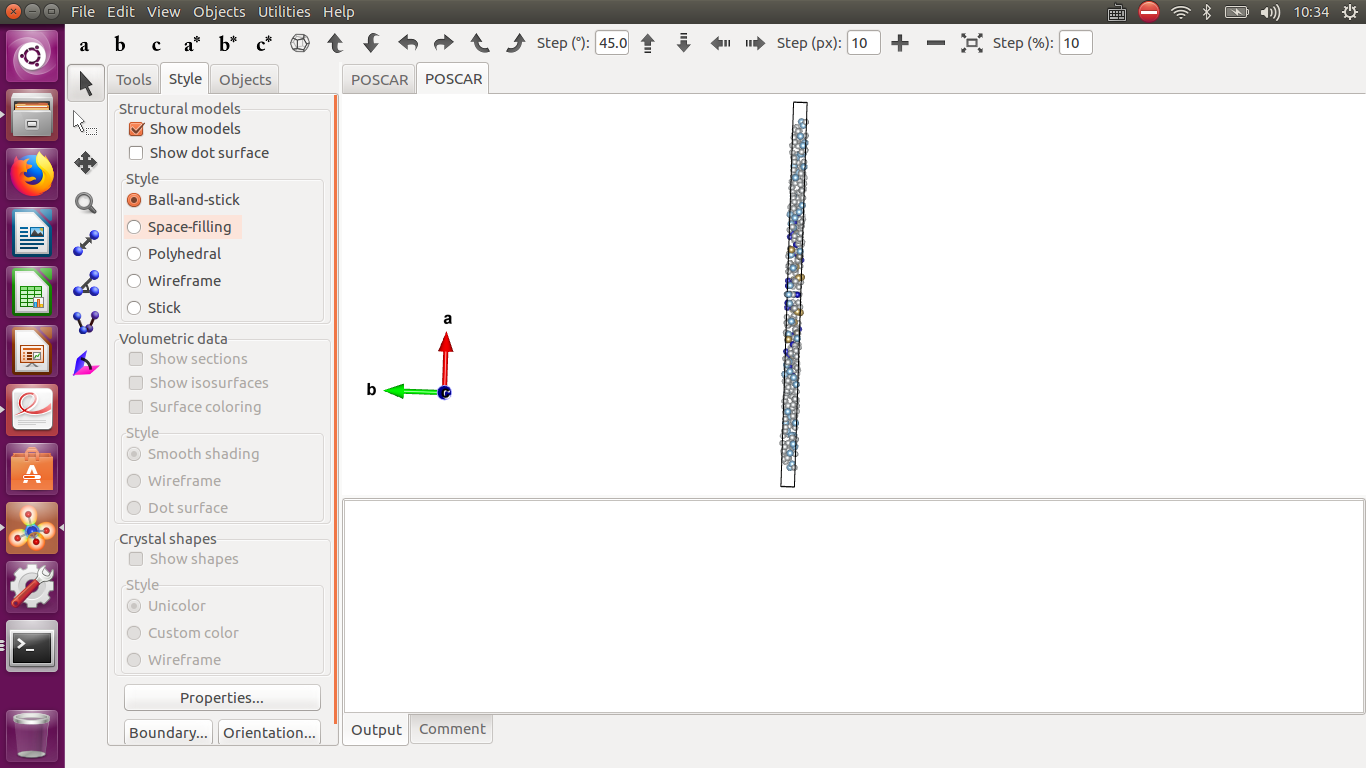 File Edit View Objects Utilities Help
10:34
a b c a* b* c* Step (°): 45.0 Step (px): 10 Step (%): 10
Tools Style Objects
POSCAR POSCAR
Structural models
Show models
Show dot surface
Style
Ball-and-stick
Space-filling
Polyhedral
Wireframe
Stick
Volumetric data
Show sections
Show isosurfaces
Surface coloring
Style
Smooth shading
Wireframe
Dot surface
Crystal shapes
Show shapes
Style
Unicolor
Custom color
Wireframe
Properties...
Boundary... Orientation...
a
b
Output Comment